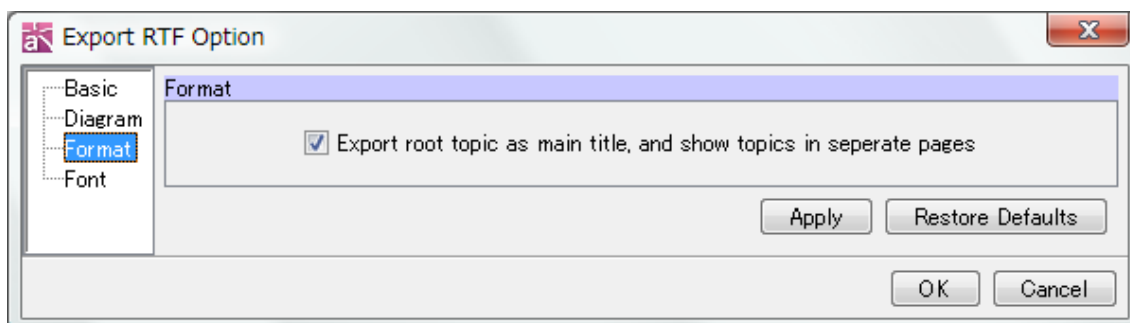 Export RTF Option
Basic
Diagram
Format
Font
Format
Export root topic as main title, and show topics in seperate pages
Apply
Restore Defaults
OK
Cancel